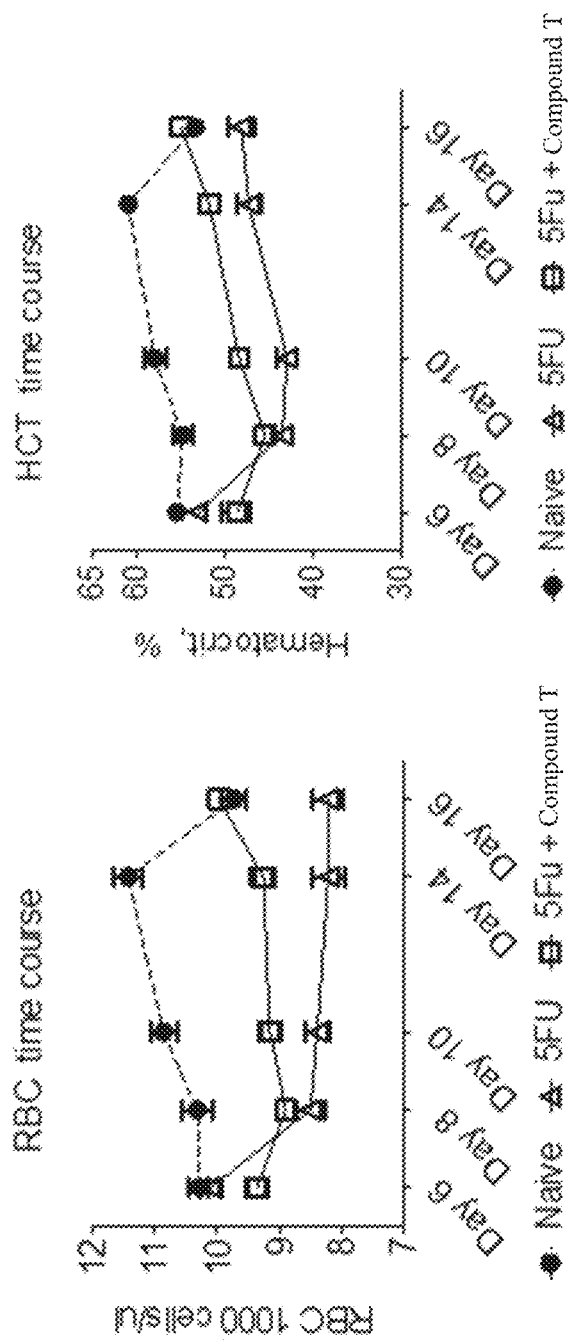 RBC time course
RBC 1000 cells/ul
12
11
10
9
8
7
Day 6
Day 8
Day 10
Day 14
Day 16
Naive 5FU 5Fu + Compound T
HCT time course
Hematocrit, %
65
60
50
40
30
Day 6
Day 8
Day 10
Day 14
Day 16
Naive 5FU 5Fu + Compound T